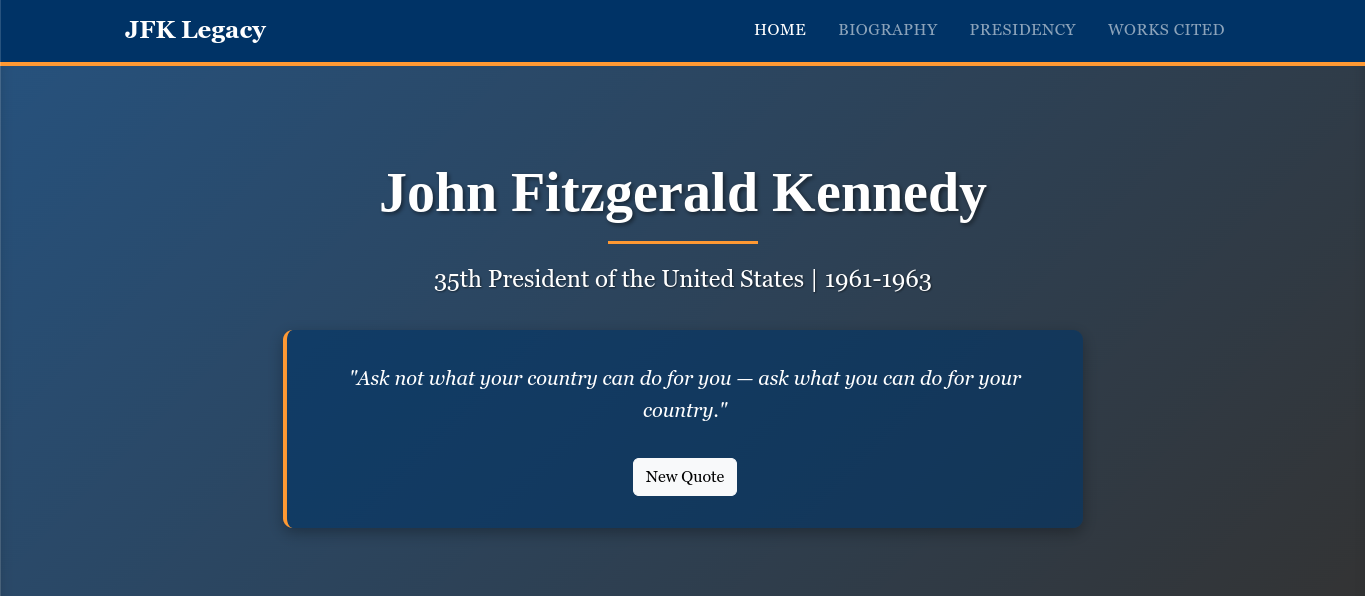 JFK Legacy
HOME BIOGRAPHY PRESIDENCY WORKS CITED
John Fitzgerald Kennedy
35th President of the United States | 1961-1963
"Ask not what your country can do for you — ask what you can do for your
country."
New Quote